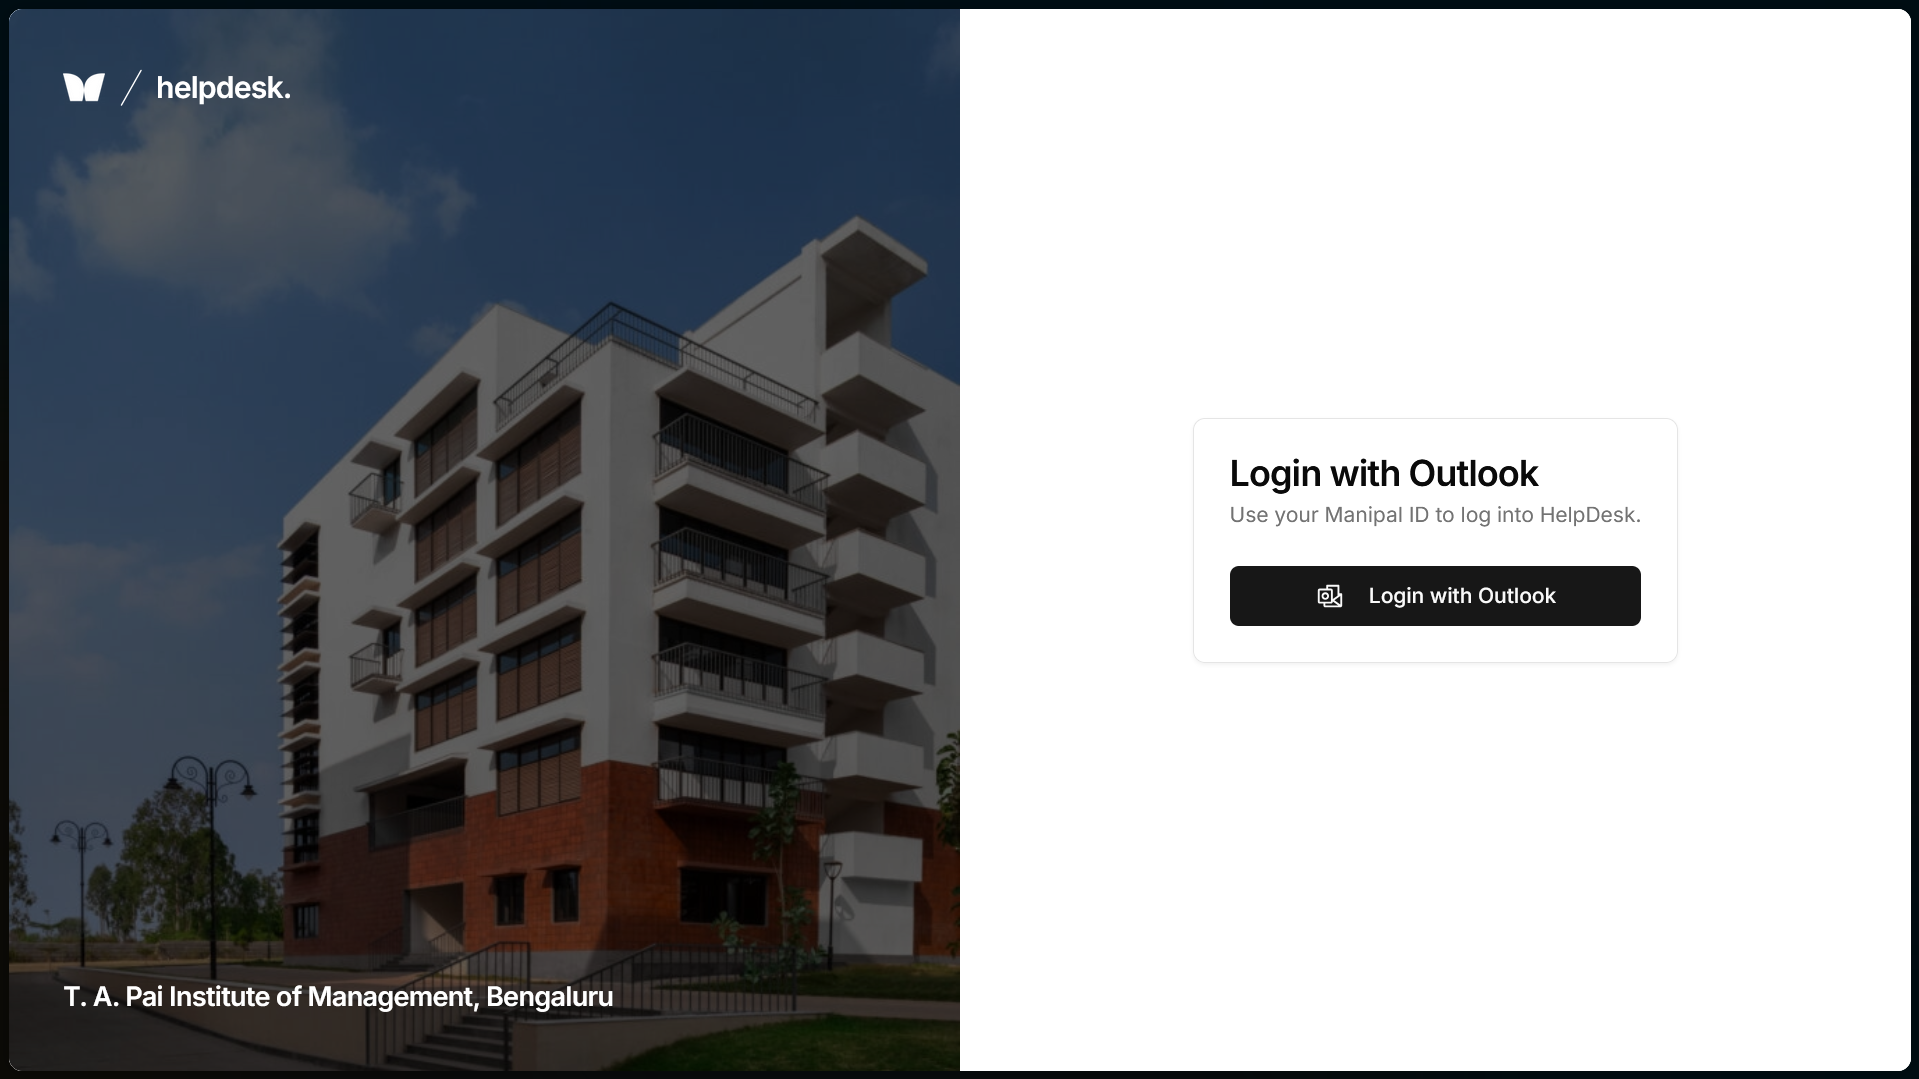 helpdesk.
T. A. Pai Institute of Management, Bengaluru
Login with Outlook
Use your Manipal ID to log into HelpDesk.
Login with Outlook